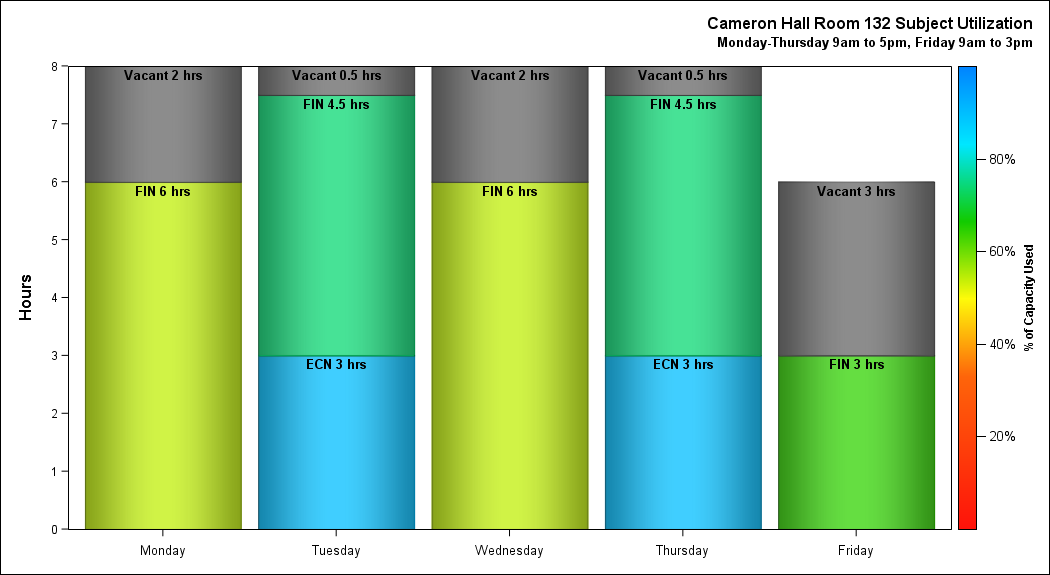 Cameron Hall Room 132 Subject Utilization
Monday-Thursday 9am to 5pm, Friday 9am to 3pm
Hours
8
7
6
5
4
3
2
1
0
Vacant 2 hrs
FIN 6 hrs
Vacant 0.5 hrs
FIN 4.5 hrs
ECN 3 hrs
Vacant 2 hrs
FIN 6 hrs
Vacant 0.5 hrs
FIN 4.5 hrs
ECN 3 hrs
Vacant 3 hrs
FIN 3 hrs
Monday
Tuesday
Wednesday
Thursday
Friday
80%
60%
40%
20%
% of Capacity Used